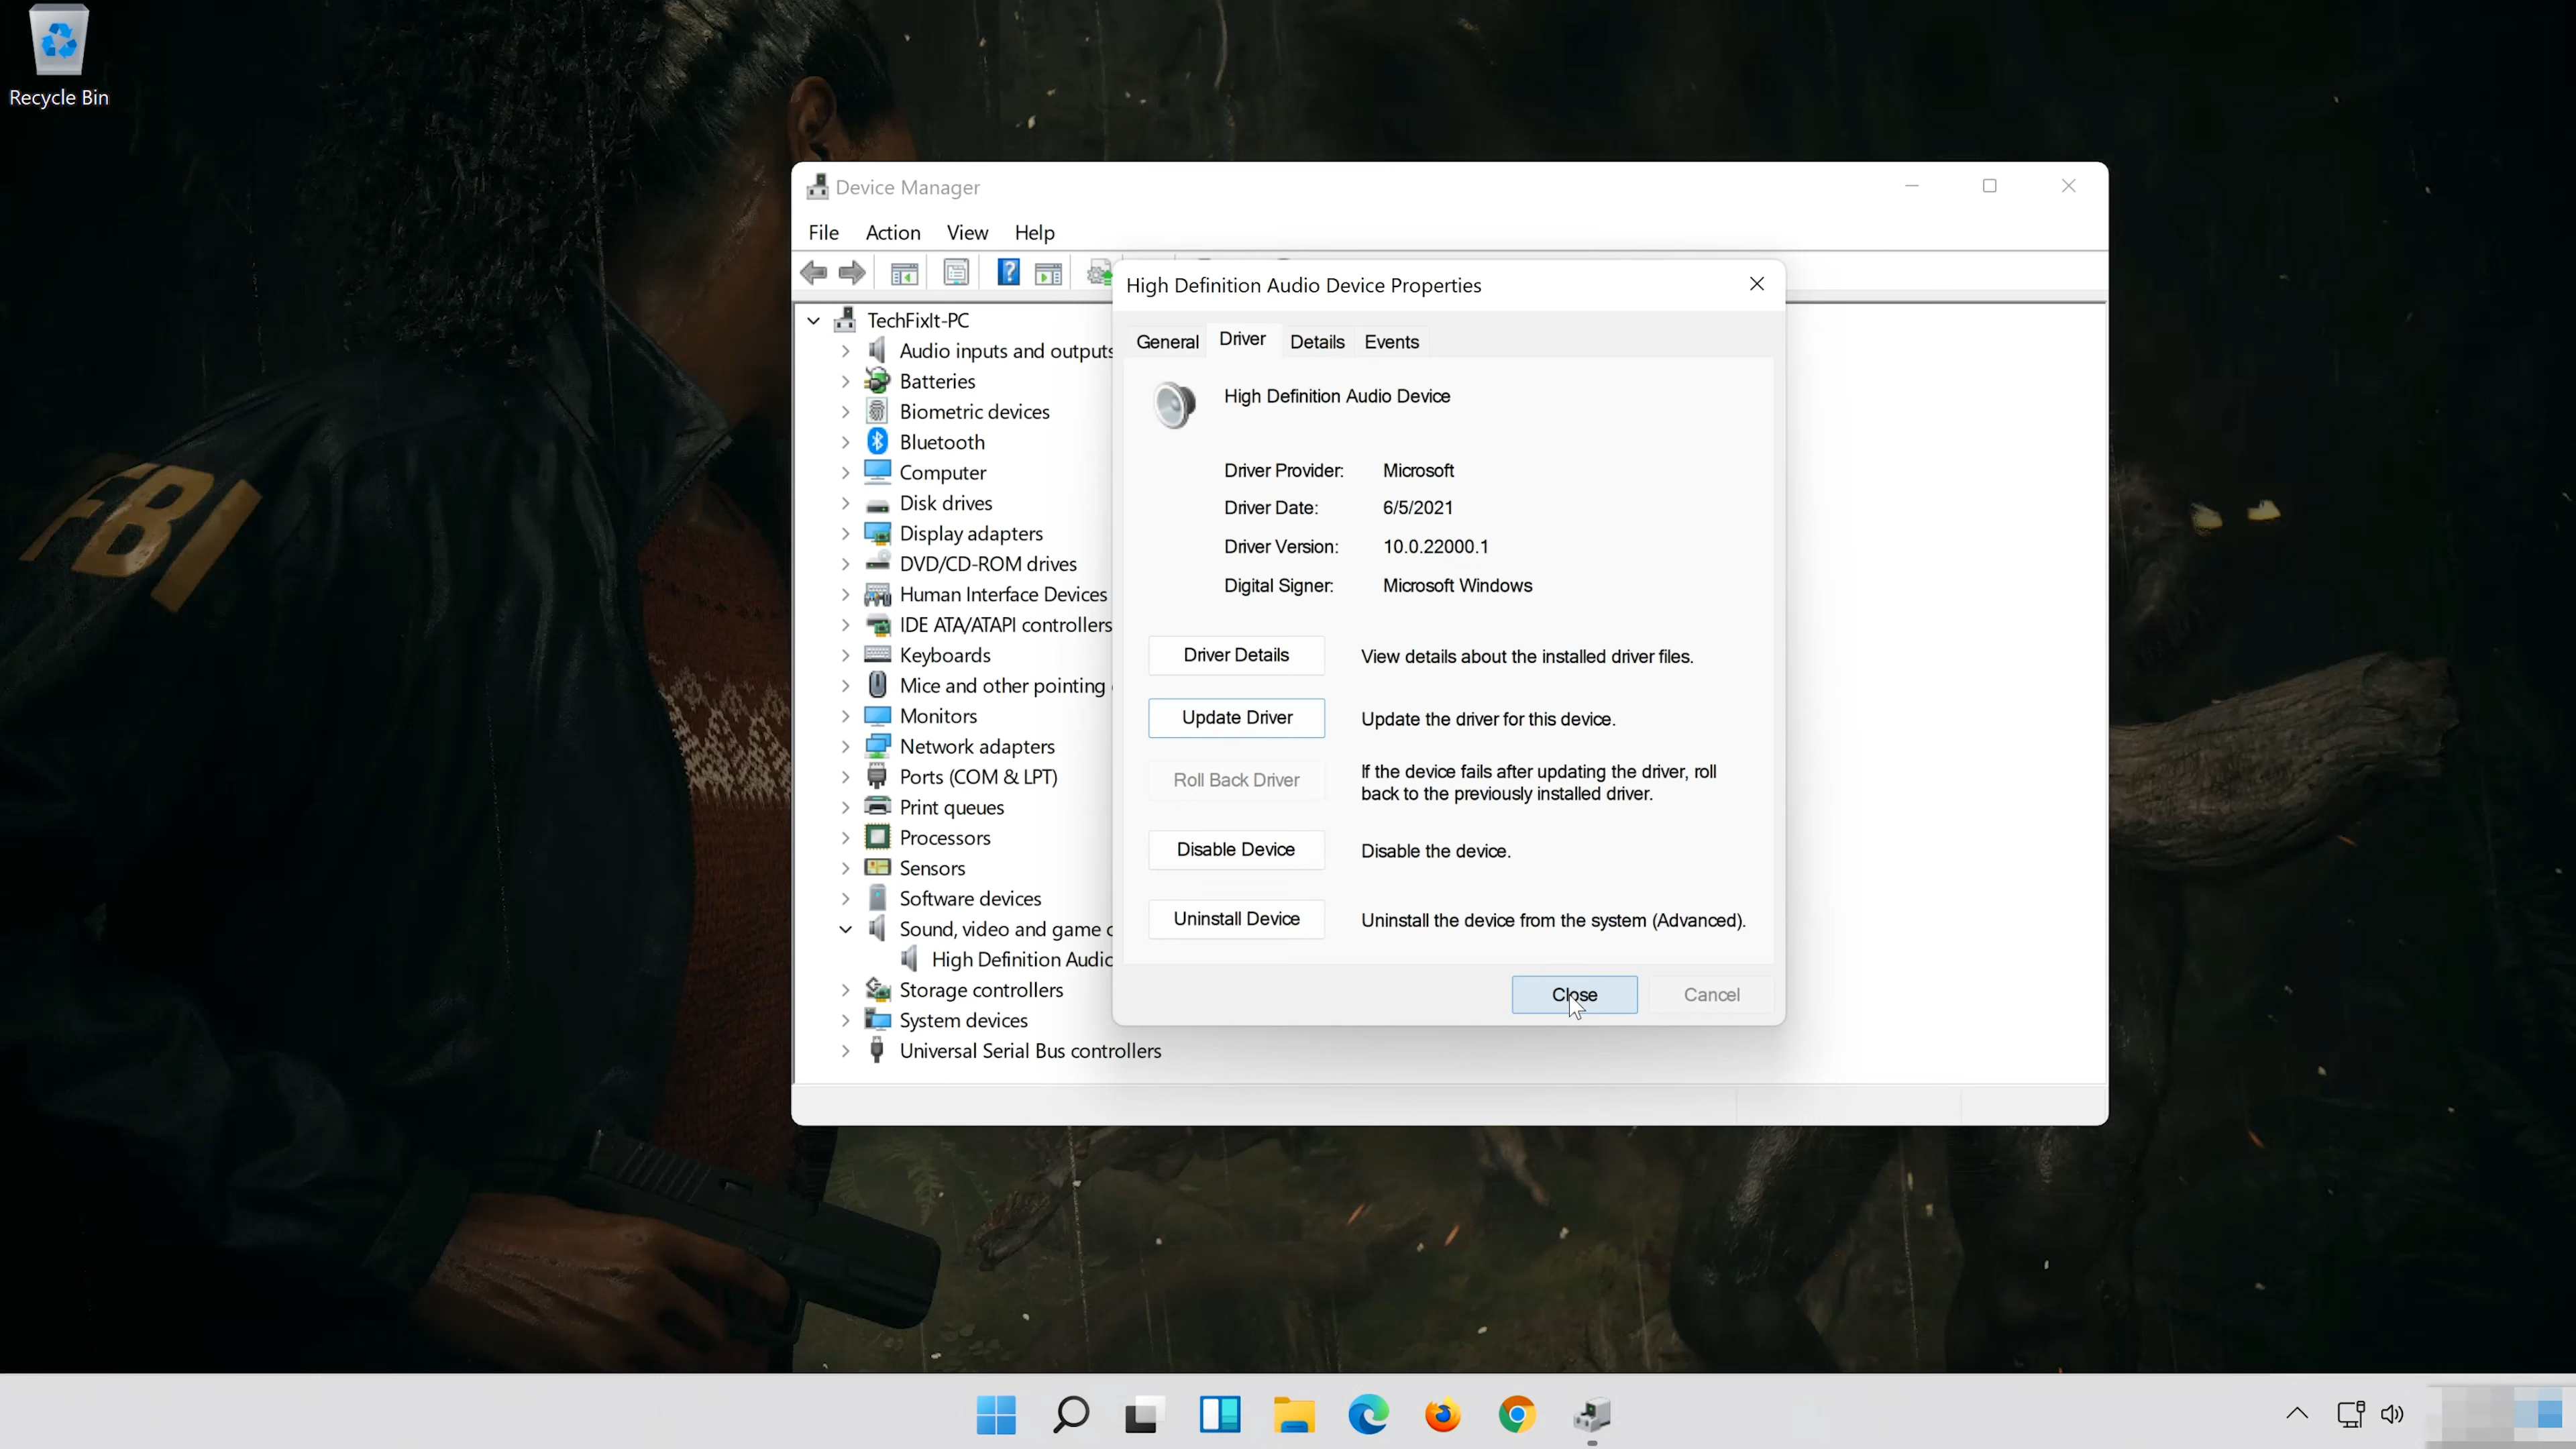 Recycle Bin
FBI
Device Manager
File Action View Help
TechFixIt-PC
Audio inputs and outputs
Batteries
Biometric devices
Bluetooth
Computer
Disk drives
Display adapters
DVD/CD-ROM drives
Human Interface Devices
IDE ATA/ATAPI controllers
Keyboards
Mice and other pointing
Monitors
Network adapters
Ports (COM & LPT)
Print queues
Processors
Sensors
Software devices
Sound, video and game c
High Definition Audio
Storage controllers
System devices
Universal Serial Bus controllers
High Definition Audio Device Properties
General Driver Details Events
High Definition Audio Device
Driver Provider: Microsoft
Driver Date: 6/5/2021
Driver Version: 10.0.22000.1
Digital Signer: Microsoft Windows
Driver Details View details about the installed driver files.
Update Driver Update the driver for this device.
Roll Back Driver If the device fails after updating the driver, roll
back to the previously installed driver.
Disable Device Disable the device.
Uninstall Device Uninstall the device from the system (Advanced).
Close Cancel